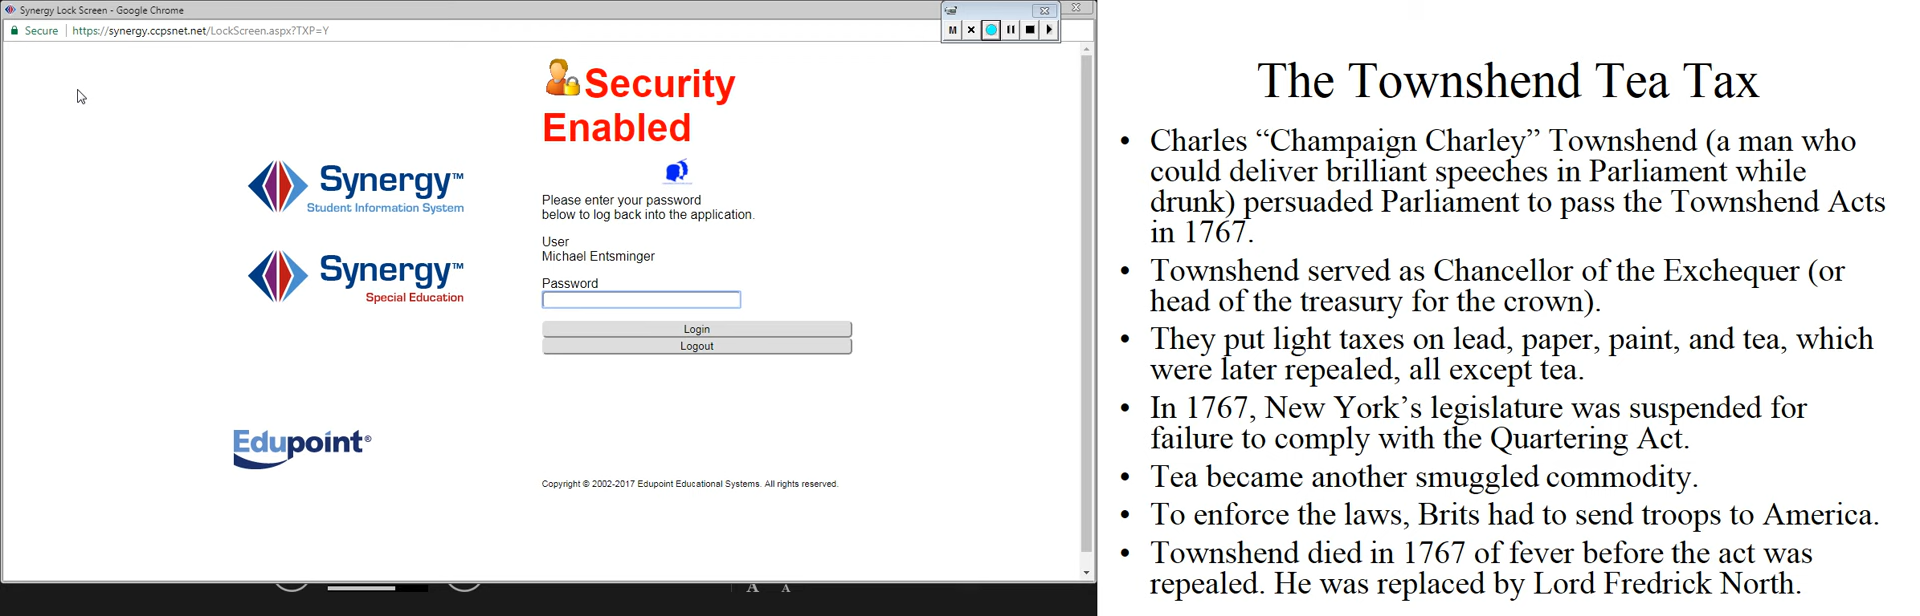 Synergy Lock Screen - Google Chrome
Secure | https://synergy.ccpsnet.net/LockScreen.aspx?TXP=Y
M
Security
Enabled
Synergy™
Student Information System
Synergy™
Special Education
Edupoint®
Please enter your password
below to log back into the application.
User
Michael Entsminger
Password
Login
Logout
Copyright © 2002-2017 Edupoint Educational Systems. All rights reserved.
A A
The Townshend Tea Tax
• Charles “Champaign Charley” Townshend (a man who
could deliver brilliant speeches in Parliament while
drunk) persuaded Parliament to pass the Townshend Acts
in 1767.
• Townshend served as Chancellor of the Exchequer (or
head of the treasury for the crown).
• They put light taxes on lead, paper, paint, and tea, which
were later repealed, all except tea.
• In 1767, New York’s legislature was suspended for
failure to comply with the Quartering Act.
• Tea became another smuggled commodity.
• To enforce the laws, Brits had to send troops to America.
• Townshend died in 1767 of fever before the act was
repealed. He was replaced by Lord Fredrick North.